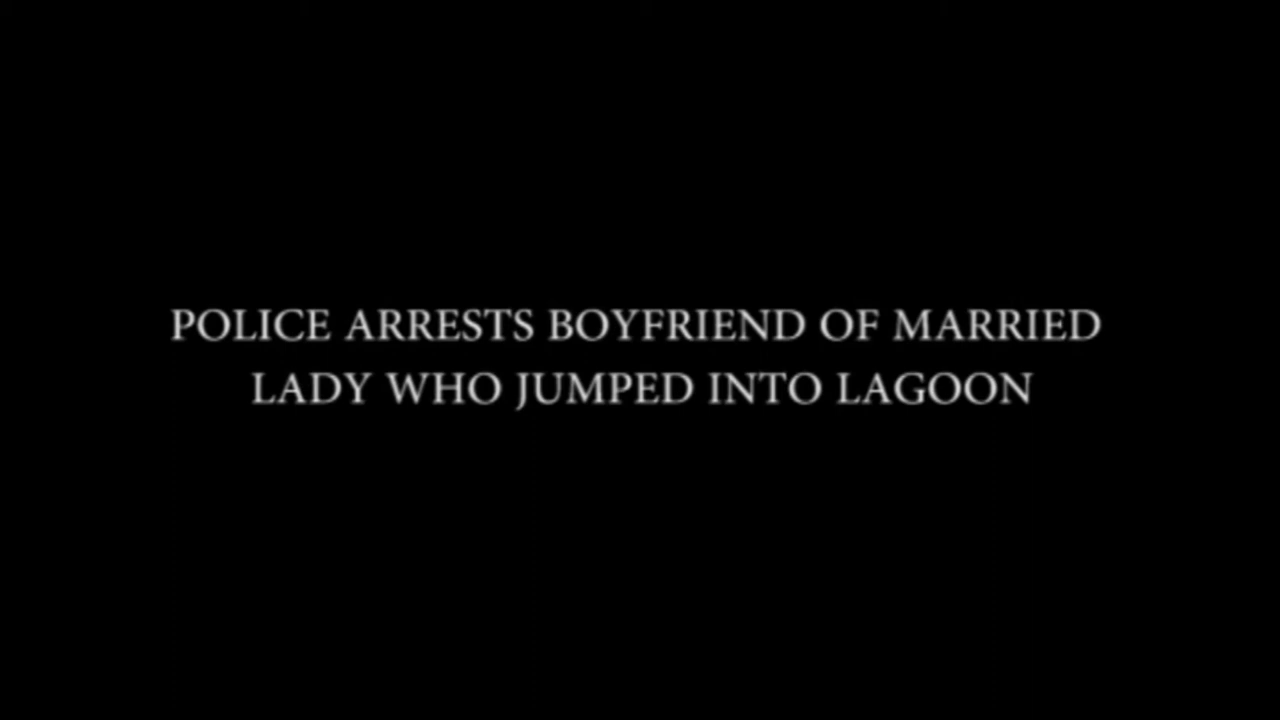 POLICE ARRESTS BOYFRIEND OF MARRIED
LADY WHO JUMPED INTO LAGOON